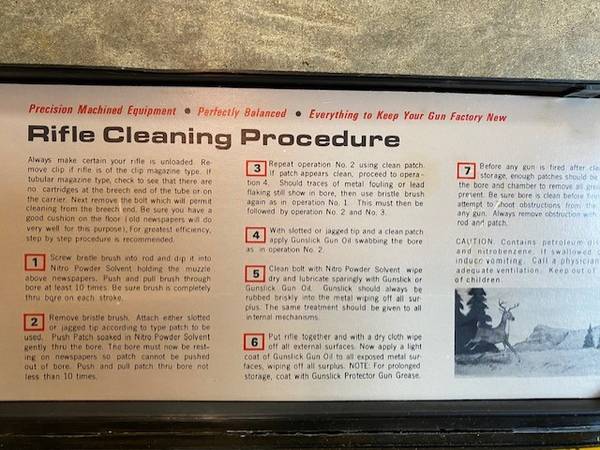 Precision Machined Equipment • Perfectly Balanced • Everything to Keep Your Gun Factory New
Rifle Cleaning Procedure
Always make certain your rifle is unloaded. Re-
move clip if rifle is of the clip magazine type. If
tubular magazine type, check to see that there are
no cartridges at the breech end of the tube or on
the carrier. Next remove the bolt which will permit
cleaning from the breech end. Be sure you have a
good cushion on the floor (old newspapers will do
very well for this purpose). For greatest efficiency,
step by step procedure is recommended.
1 Screw bristle brush into rod and dip it into
Nitro Powder Solvent holding the muzzle
above newspapers. Push and pull brush through
bore at least 10 times. Be sure brush is completely
thru bore on each stroke.
2 Remove bristle brush. Attach either slotted
or jagged tip according to type patch to be
used. Push Patch soaked in Nitro Powder Solvent
gently thru the bore. The bore must now be rest-
ing on newspapers so patch cannot be pushed
out of bore. Push and pull patch thru bore not
less than 10 times.
3 Repeat operation No. 2 using clean patch.
If patch appears clean, proceed to opera-
tion 4. Should traces of metal fouling or lead
flaking still show in bore, then use bristle brush
again as in operation No. 1. This must then be
followed by operation No. 2 and No. 3.
4 With slotted or jagged tip and a clean patch
apply Gunslick Gun Oil swabbing the bore
as in operation No. 2.
5 Clean bolt with Nitro Powder Solvent wipe
dry and lubricate sparingly with Gunslick or
Gunslick Gun Oil. Gunslick should always be
rubbed briskly into the metal wiping off all sur-
plus. The same treatment should be given to all
internal mechanisms.
6 Put rifle together and with a dry cloth wipe
off all external surfaces. Now apply a light
coat of Gunslick Gun Oil to all exposed metal sur-
faces, wiping off all surplus. NOTE: For prolonged
storage, coat with Gunslick Protector Gun Grease.
7 Before any gun is fired after
storage, enough patches should be
the bore and chamber to remove all
present. Be sure bore is clean before
attempt to shoot obstructions from the
any gun. Always remove obstruction with
rod and patch.
CAUTION. Contains petroleum
and nitrobenzene. If swallowed
induce vomiting. Call a physician
adequate ventilation. Keep out of
of children.